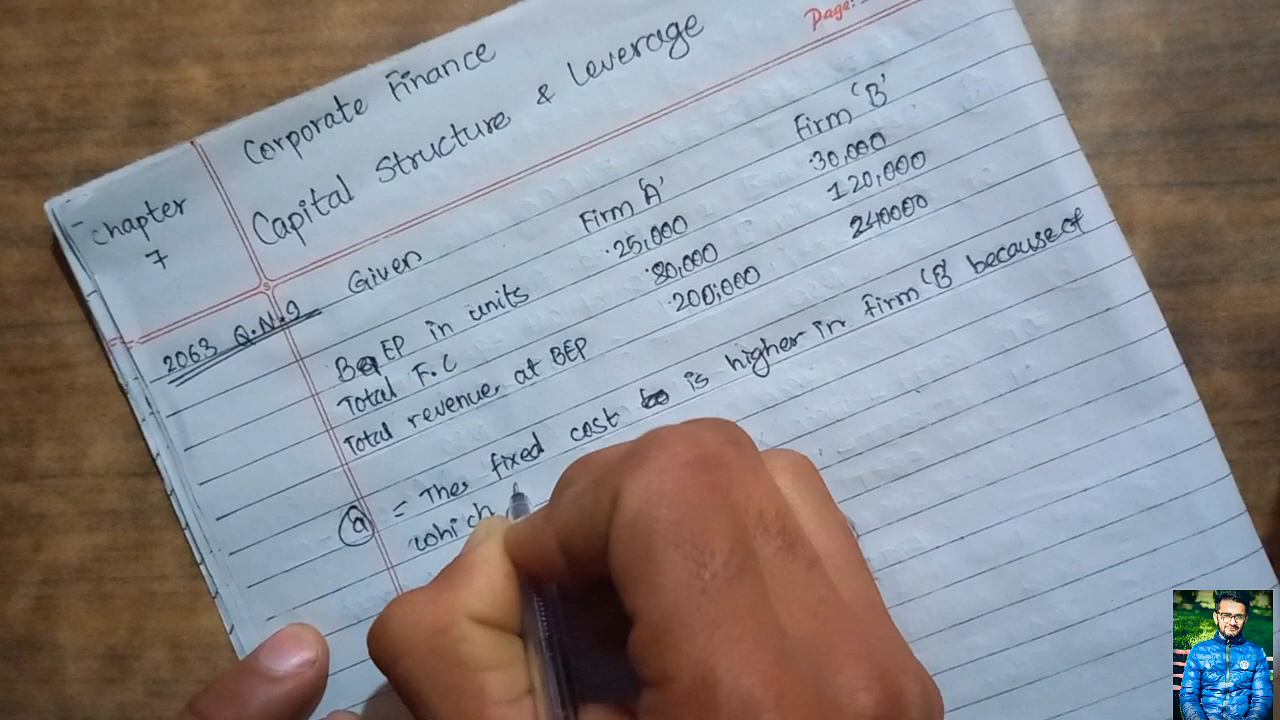 Page:
Corporate Finance
Chapter
7
Capital Structure & Leverage
2063 Q.N.9
Given Firm 'A' Firm 'B'
BEP in units 25,000 30,000
Total F.C 80,000 120,000
Total revenue at BEP 200,000 240000
(a) = The fixed cost is higher in firm 'B' because of
which